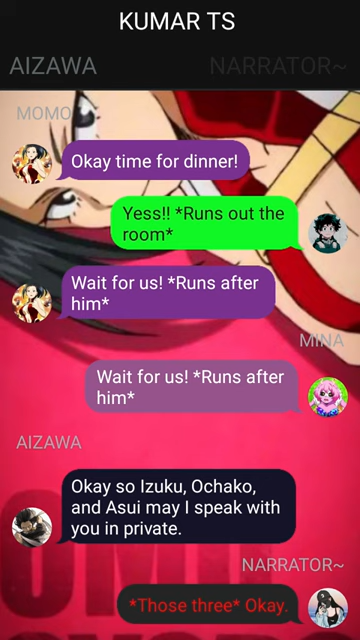 KUMAR TS
AIZAWA
NARRATOR~
MOMO
Okay time for dinner!
Yess!! *Runs out the
room*
Wait for us! *Runs after
him*
MINA
Wait for us! *Runs after
him*
AIZAWA
Okay so Izuku, Ochako,
and Asui may I speak with
you in private.
NARRATOR~
*Those three* Okay.